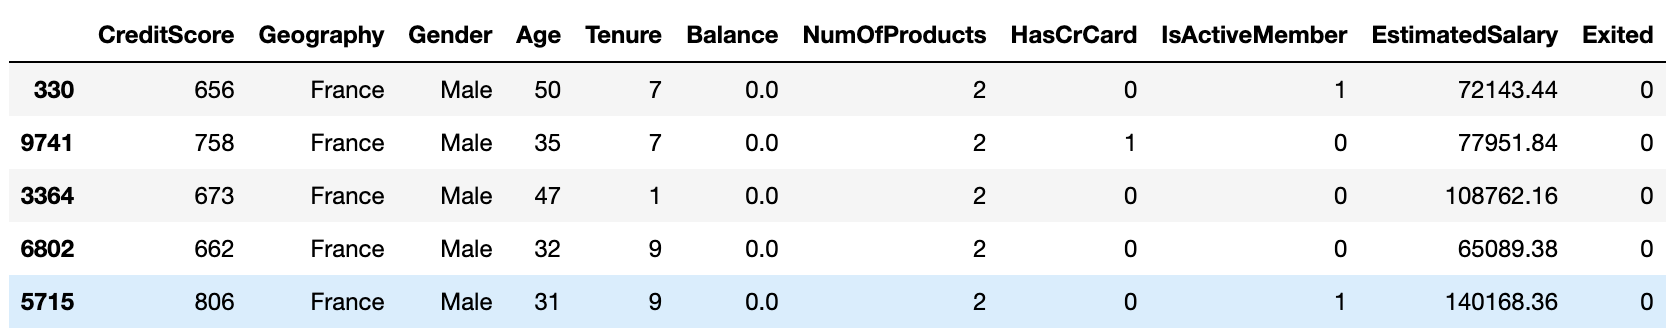 CreditScore Geography Gender Age Tenure Balance NumOfProducts HasCrCard IsActiveMember EstimatedSalary Exited
330 656 France Male 50 7 0.0 2 0 1 72143.44 0
9741 758 France Male 35 7 0.0 2 1 0 77951.84 0
3364 673 France Male 47 1 0.0 2 0 0 108762.16 0
6802 662 France Male 32 9 0.0 2 0 0 65089.38 0
5715 806 France Male 31 9 0.0 2 0 1 140168.36 0